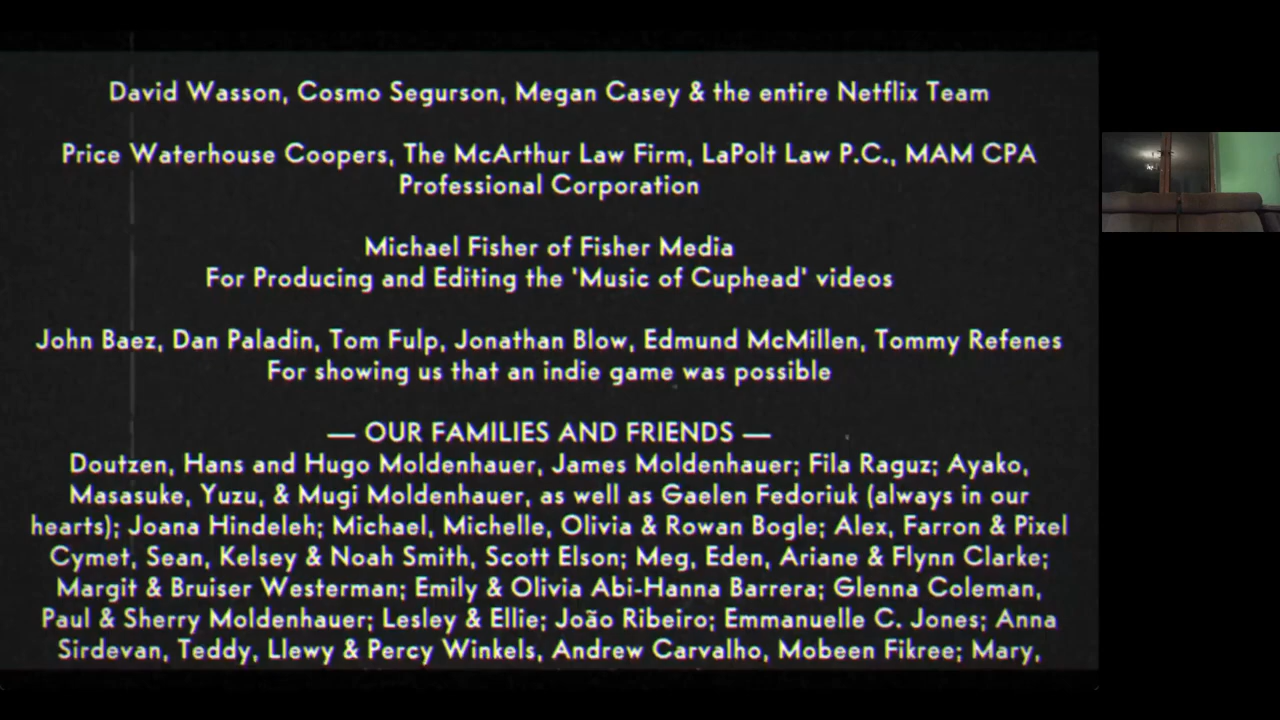 David Wasson, Cosmo Segurson, Megan Casey & the entire Netflix Team
Price Waterhouse Coopers, The McArthur Law Firm, LaPolt Law P.C., MAM CPA
Professional Corporation
Michael Fisher of Fisher Media
For Producing and Editing the 'Music of Cuphead' videos
John Baez, Dan Paladin, Tom Fulp, Jonathan Blow, Edmund McMillen, Tommy Refenes
For showing us that an indie game was possible
— OUR FAMILIES AND FRIENDS —
Doutzen, Hans and Hugo Moldenhauer, James Moldenhauer; Fila Raguz; Ayako,
Masasuke, Yuzu, & Mugi Moldenhauer, as well as Gaelen Fedoriuk (always in our
hearts); Joana Hindeleh; Michael, Michelle, Olivia & Rowan Bogle; Alex, Farron & Pixel
Cymet, Sean, Kelsey & Noah Smith, Scott Elson; Meg, Eden, Ariane & Flynn Clarke;
Margit & Bruiser Westerman; Emily & Olivia Abi-Hanna Barrera; Glenna Coleman,
Paul & Sherry Moldenhauer; Lesley & Ellie; João Ribeiro; Emmanuelle C. Jones; Anna
Sirdevan, Teddy, Llewy & Percy Winkels, Andrew Carvalho, Mobeen Fikree; Mary,